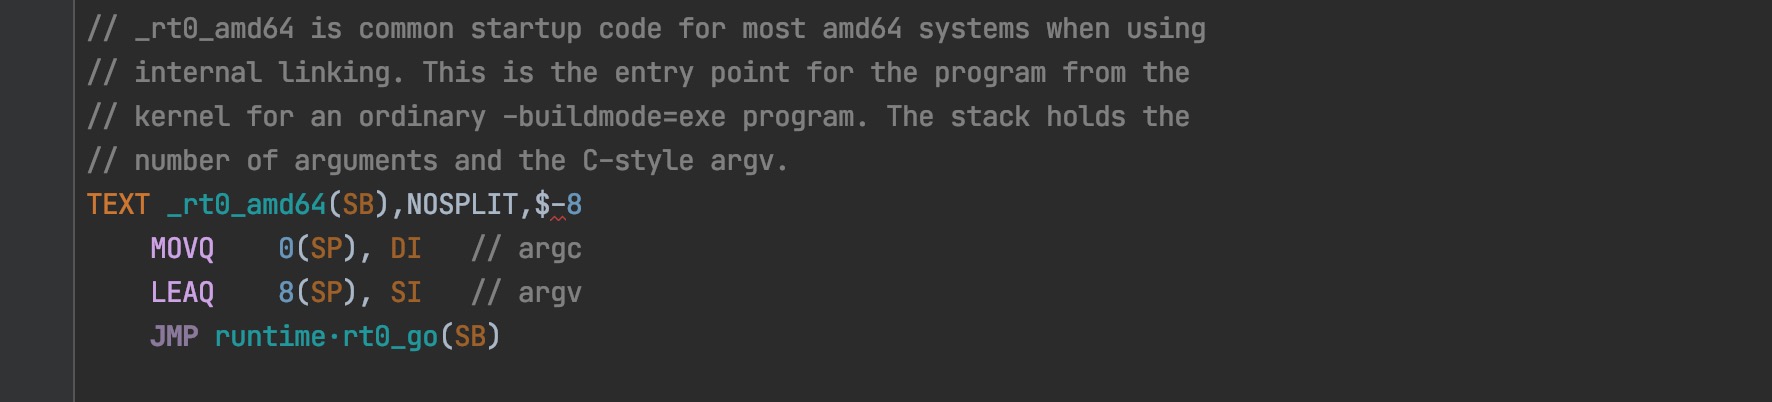 // _rt0_amd64 is common startup code for most amd64 systems when using
// internal linking. This is the entry point for the program from the
// kernel for an ordinary -buildmode=exe program. The stack holds the
// number of arguments and the C-style argv.
TEXT _rt0_amd64(SB),NOSPLIT,$-8
    MOVQ    0(SP), DI   // argc
    LEAQ    8(SP), SI   // argv
    JMP runtime·rt0_go(SB)